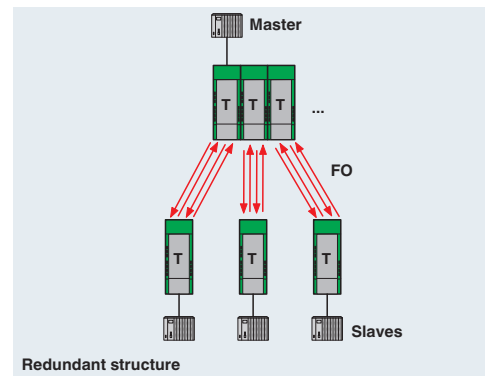 Master
T T T ...
FO
T T T
Slaves
Redundant structure